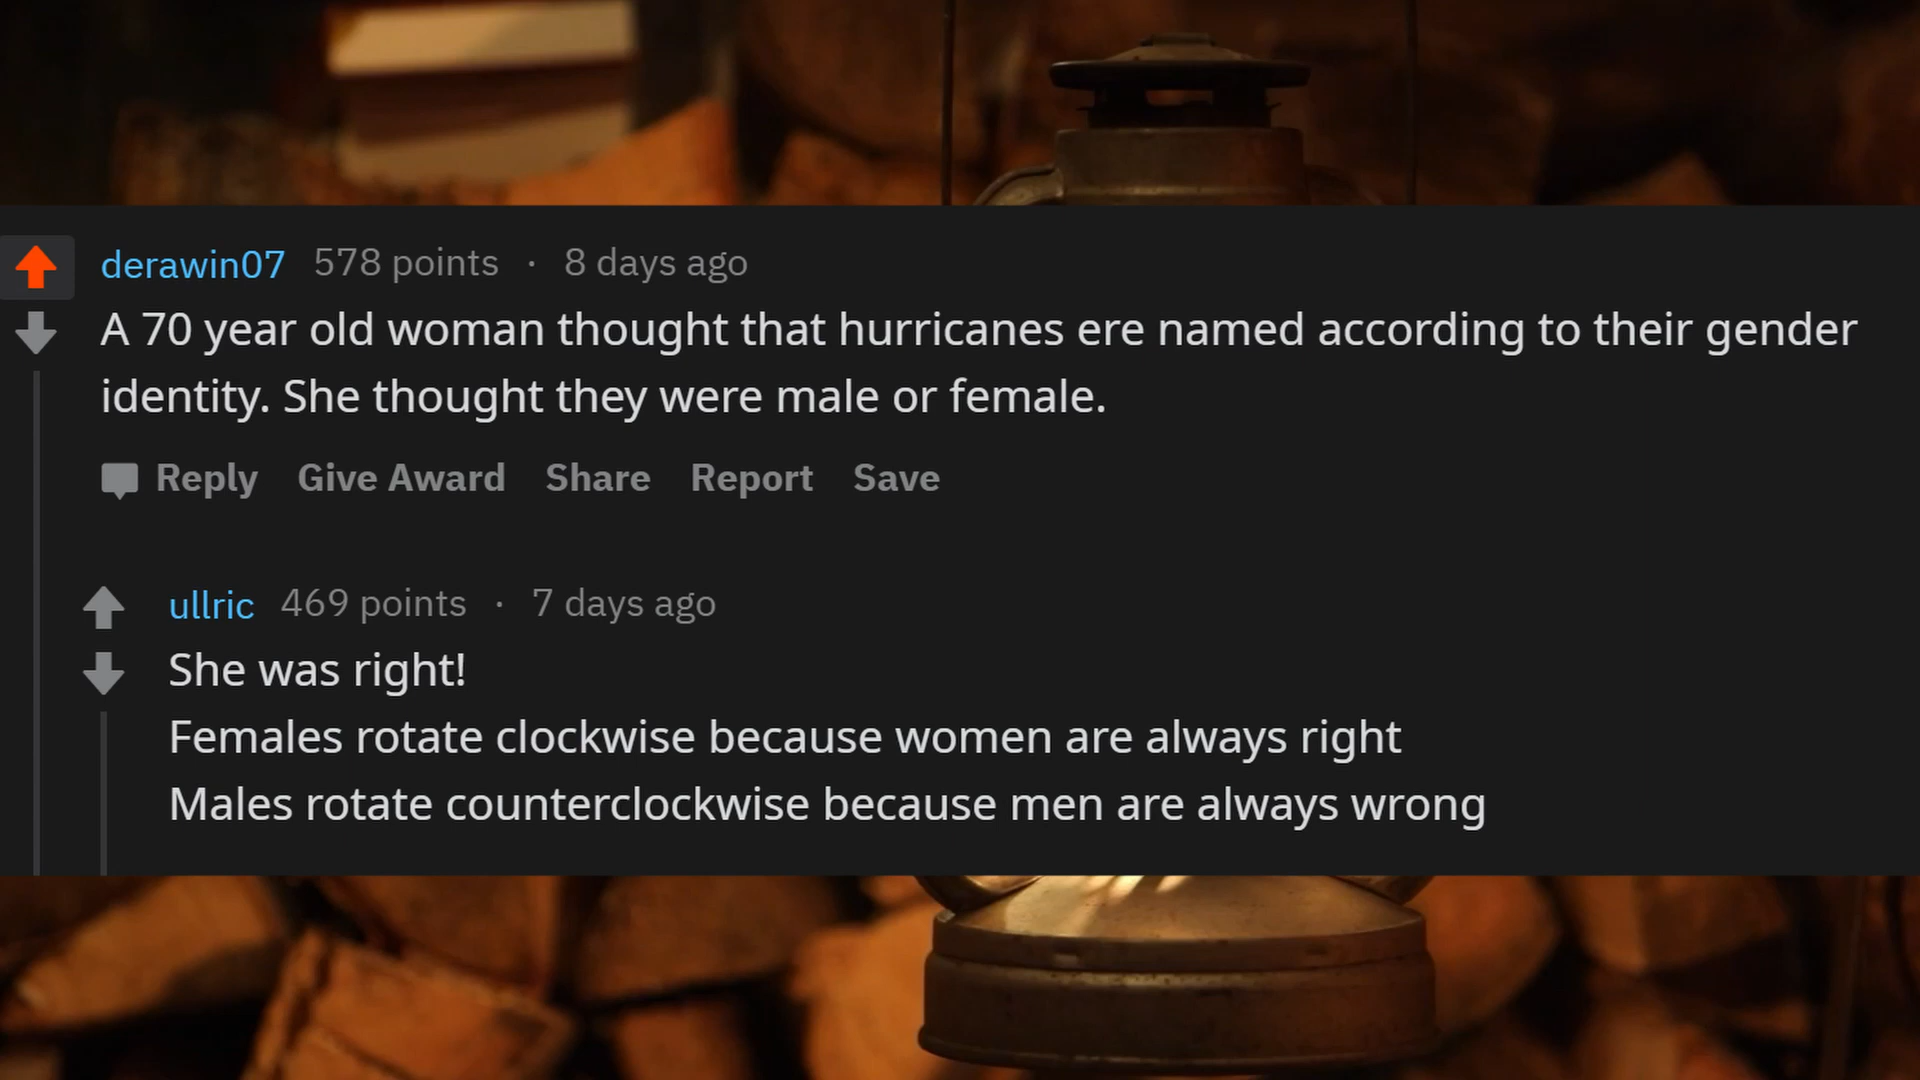 derawin07 578 points · 8 days ago
A 70 year old woman thought that hurricanes ere named according to their gender
identity. She thought they were male or female.
Reply Give Award Share Report Save
ullric 469 points · 7 days ago
She was right!
Females rotate clockwise because women are always right
Males rotate counterclockwise because men are always wrong